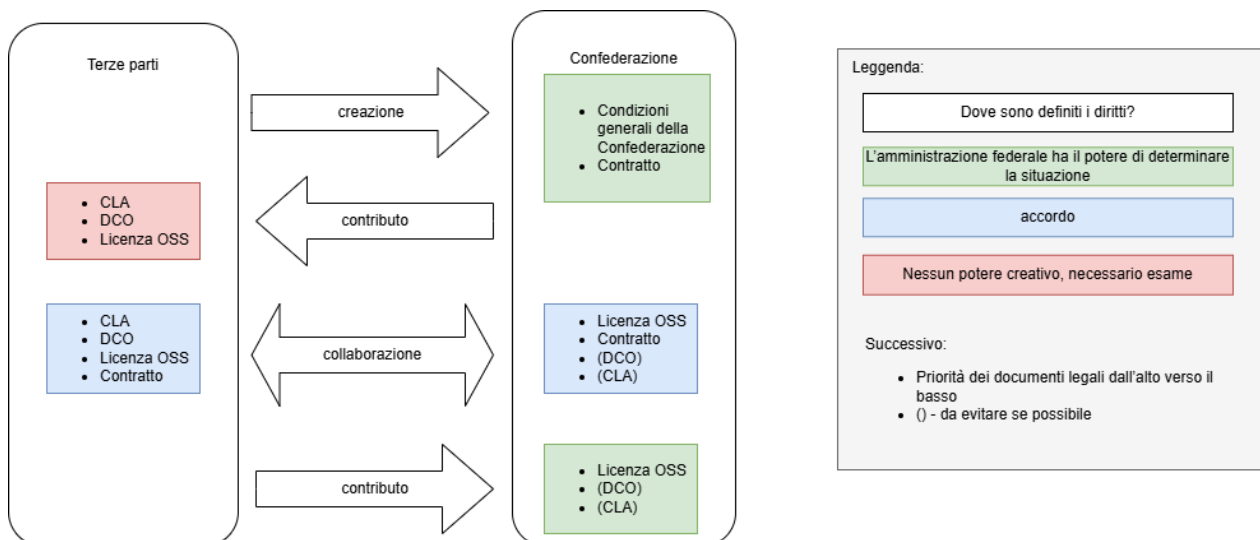 Terze parti
Confederazione
creazione
• Condizioni
generali della
Confederazione
• Contratto
• CLA
• DCO
• Licenza OSS
contributo
• CLA
• DCO
• Licenza OSS
• Contratto
collaborazione
• Licenza OSS
• Contratto
• (DCO)
• (CLA)
contributo
• Licenza OSS
• (DCO)
• (CLA)
Leggenda:
Dove sono definiti i diritti?
L'amministrazione federale ha il potere di determinare
la situazione
accordo
Nessun potere creativo, necessario esame
Successivo:
• Priorità dei documenti legali dall'alto verso il
basso
• () - da evitare se possibile